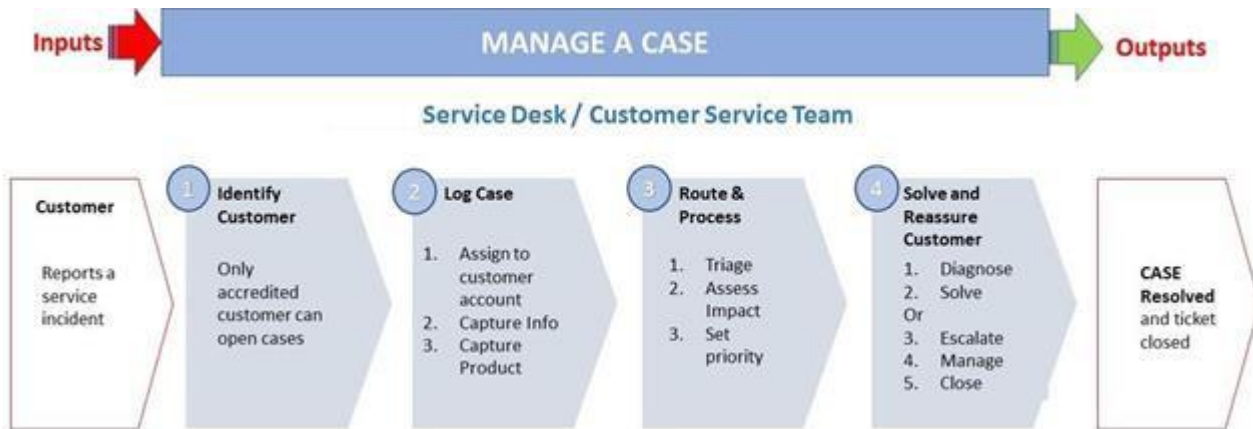 Inputs
MANAGE A CASE
Outputs
Service Desk / Customer Service Team
Customer
Reports a
service
incident
1
Identify
Customer
Only
accredited
customer can
open cases
2
Log Case
1. Assign to
customer
account
2. Capture Info
3. Capture
Product
3
Route &
Process
1. Triage
2. Assess
Impact
3. Set
priority
4
Solve and
Reassure
Customer
1. Diagnose
2. Solve
Or
3. Escalate
4. Manage
5. Close
CASE
Resolved
and ticket
closed